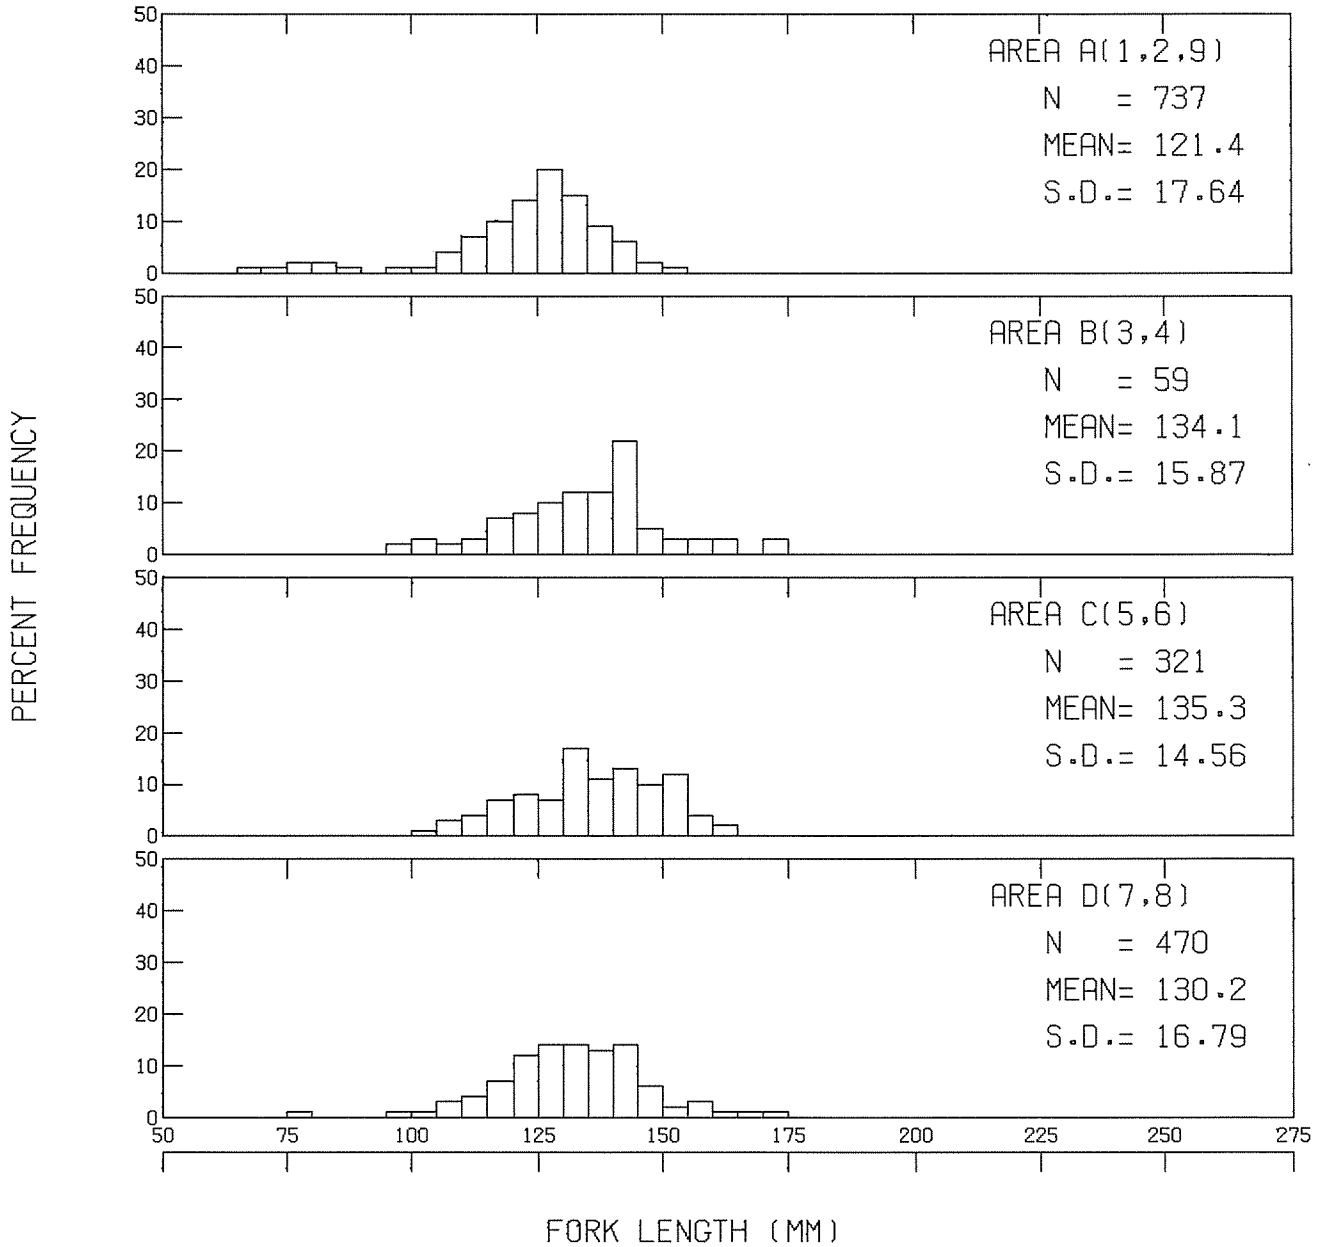 PERCENT FREQUENCY
50
40
30
20
10
0
AREA A(1,2,9)
N = 737
MEAN= 121.4
S.D.= 17.64
50
40
30
20
10
0
AREA B(3,4)
N = 59
MEAN= 134.1
S.D.= 15.87
50
40
30
20
10
0
AREA C(5,6)
N = 321
MEAN= 135.3
S.D.= 14.56
50
40
30
20
10
0
AREA D(7,8)
N = 470
MEAN= 130.2
S.D.= 16.79
50 75 100 125 150 175 200 225 250 275
FORK LENGTH (MM)